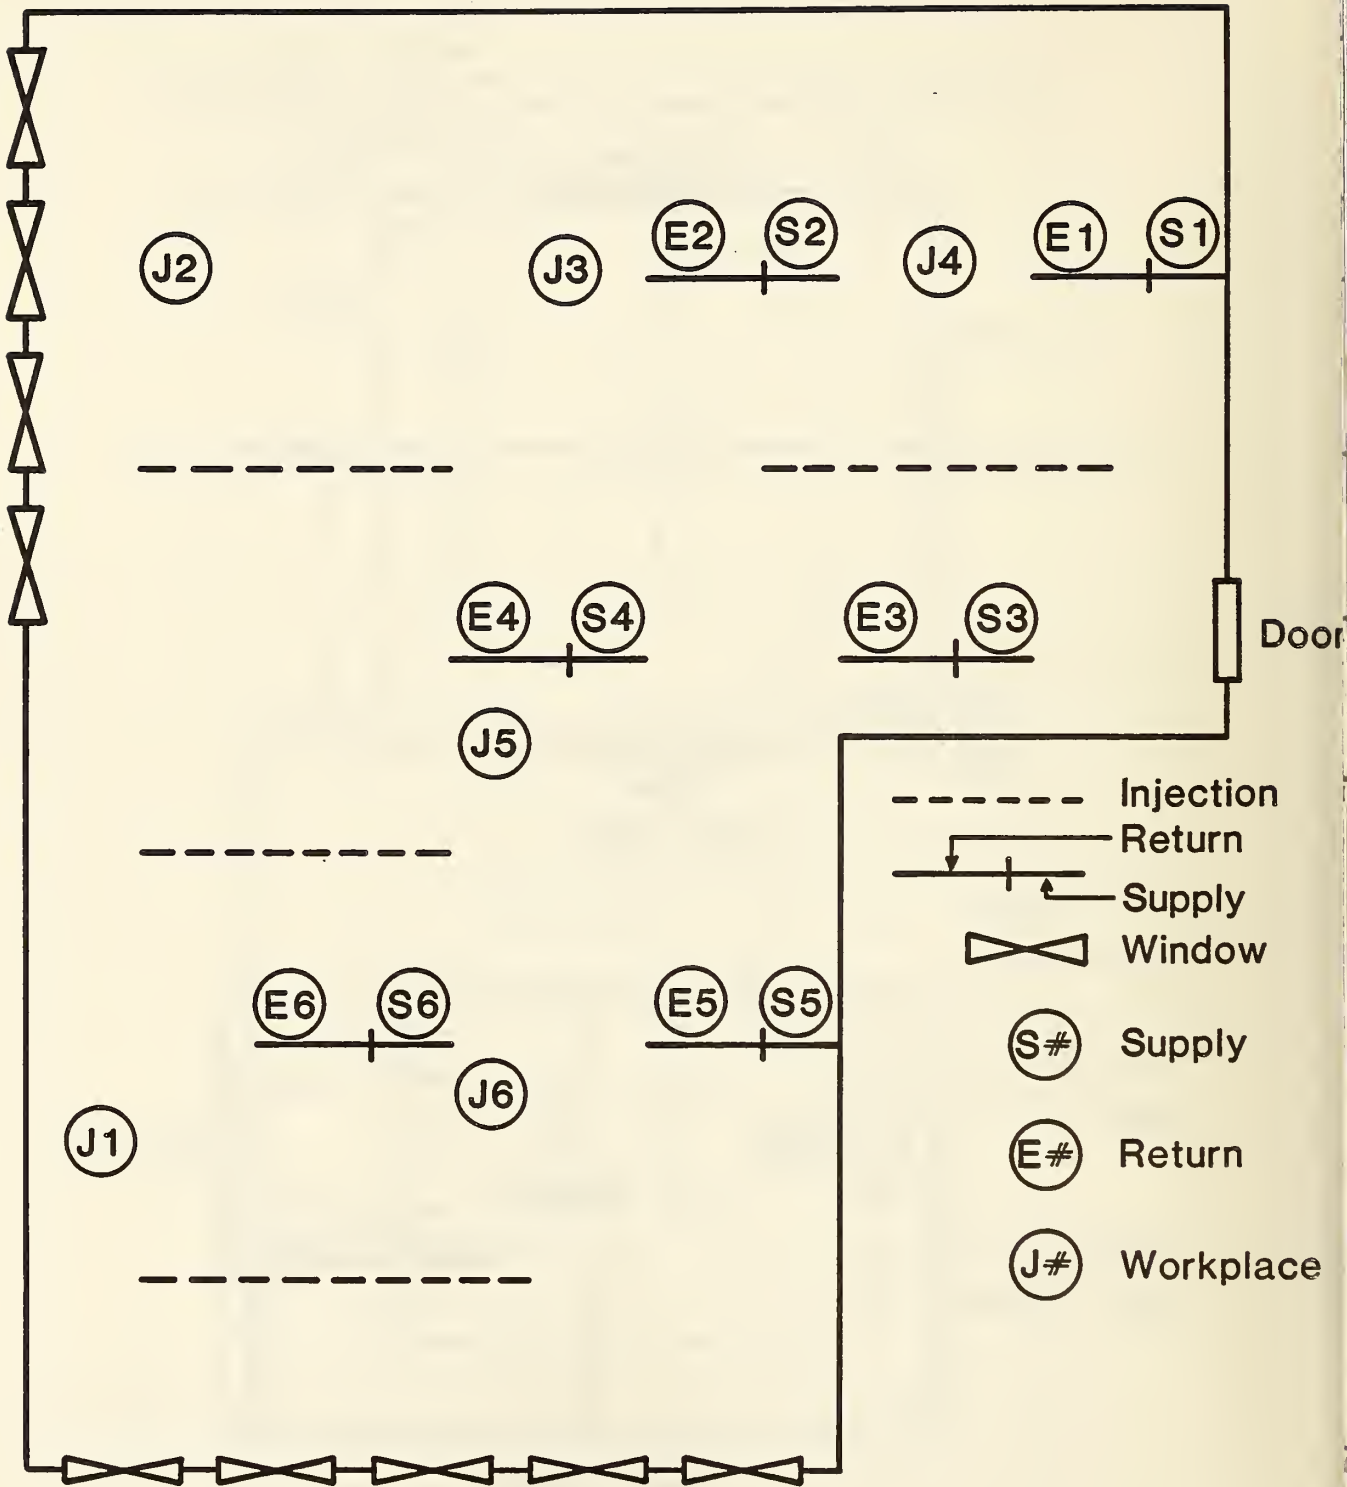 E2 S2 E1 S1
J2 J3 J4
E4 S4 E3 S3
Door
J5
Injection
Return
Supply
Window
E6 S6 E5 S5
S# Supply
J6
J1
E# Return
J# Workplace